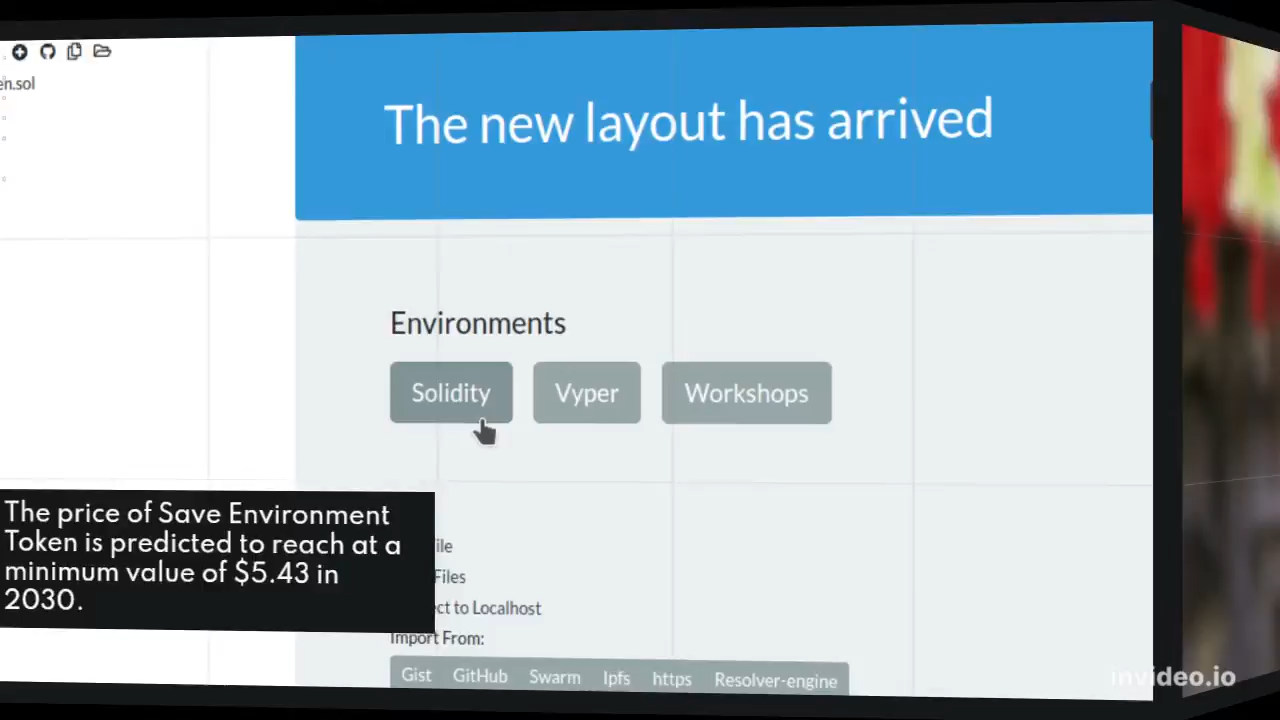 en.sol
The new layout has arrived
Environments
Solidity Vyper Workshops
The price of Save Environment
Token is predicted to reach at a
minimum value of $5.43 in
2030.
ile
Files
ect to Localhost
Import From:
Gist GitHub Swarm Ipfs https Resolver-engine
invideo.io